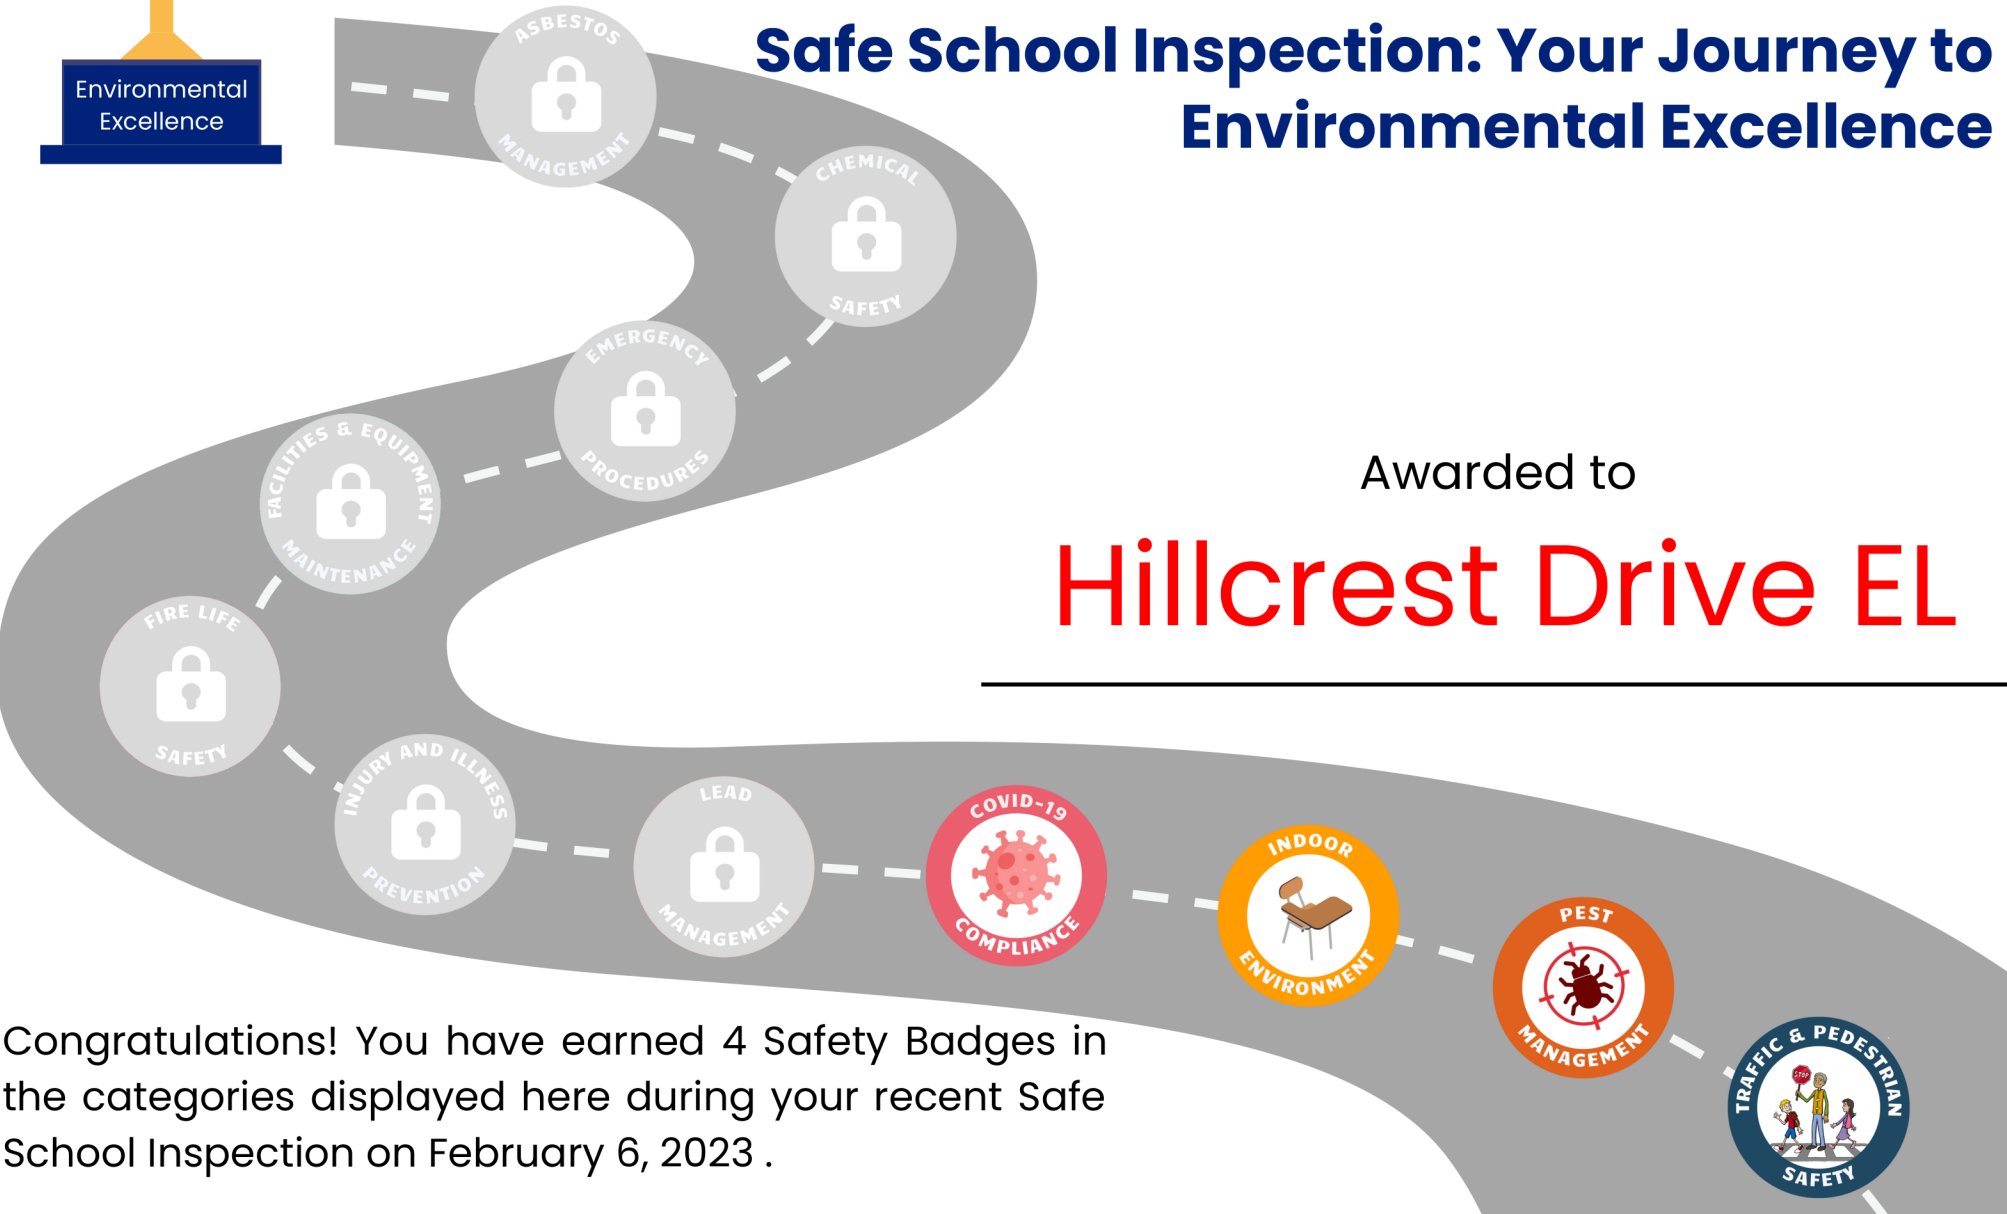 Environmental
Excellence
Safe School Inspection: Your Journey to
Environmental Excellence
ASBESTOS
MANAGEMENT
CHEMICAL
SAFETY
EMERGENCY
PROCEDURES
FACILITIES & EQUIPMENT
MAINTENANCE
FIRE LIFE
SAFETY
INJURY AND ILLNESS
PREVENTION
LEAD
MANAGEMENT
COVID-19
COMPLIANCE
INDOOR
ENVIRONMENT
PEST
MANAGEMENT
TRAFFIC & PEDESTRIAN
STOP
SAFETY
Awarded to
Hillcrest Drive EL
Congratulations! You have earned 4 Safety Badges in
the categories displayed here during your recent Safe
School Inspection on February 6, 2023 .